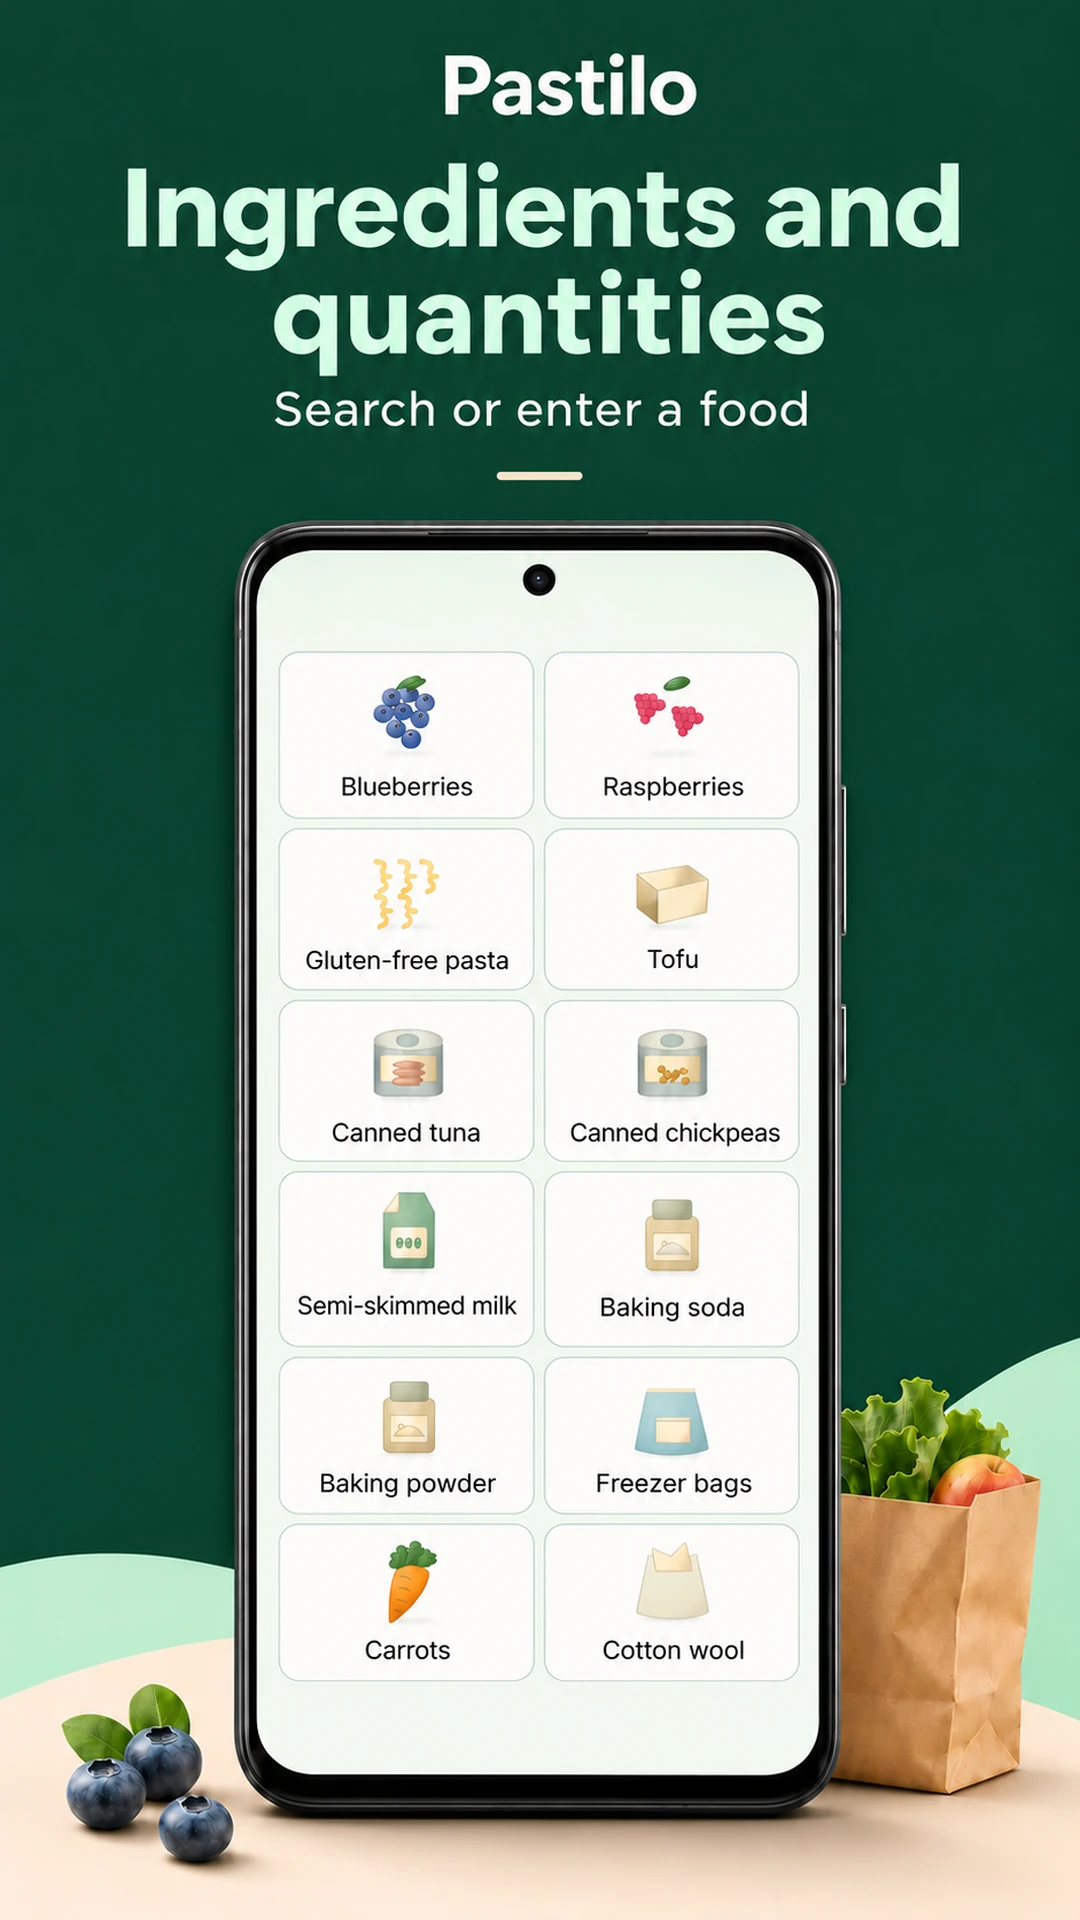 Pastilo
Ingredients and
quantities
Search or enter a food
Blueberries
Raspberries
Gluten-free pasta
Tofu
Canned tuna
Canned chickpeas
Semi-skimmed milk
Baking soda
Baking powder
Freezer bags
Carrots
Cotton wool